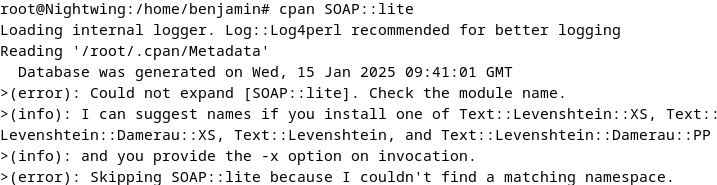 root@Nightwing:/home/benjamin# cpan SOAP::lite
Loading internal logger. Log::Log4perl recommended for better logging
Reading '/root/.cpan/Metadata'
  Database was generated on Wed, 15 Jan 2025 09:41:01 GMT
>(error): Could not expand [SOAP::lite]. Check the module name.
>(info): I can suggest names if you install one of Text::Levenshtein::XS, Text::
Levenshtein::Damerau::XS, Text::Levenshtein, and Text::Levenshtein::Damerau::PP
>(info): and you provide the -x option on invocation.
>(error): Skipping SOAP::lite because I couldn't find a matching namespace.